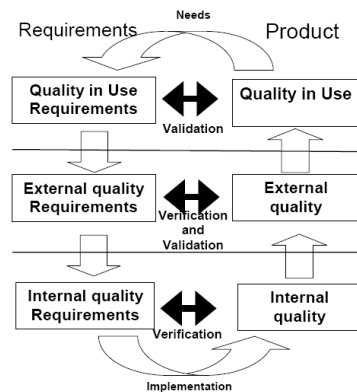 Needs
Requirements
Product
Quality in Use
Requirements
Quality in Use
Validation
External quality
Requirements
External
quality
Verification
and
Validation
Internal quality
Requirements
Internal
quality
Verification
Implementation